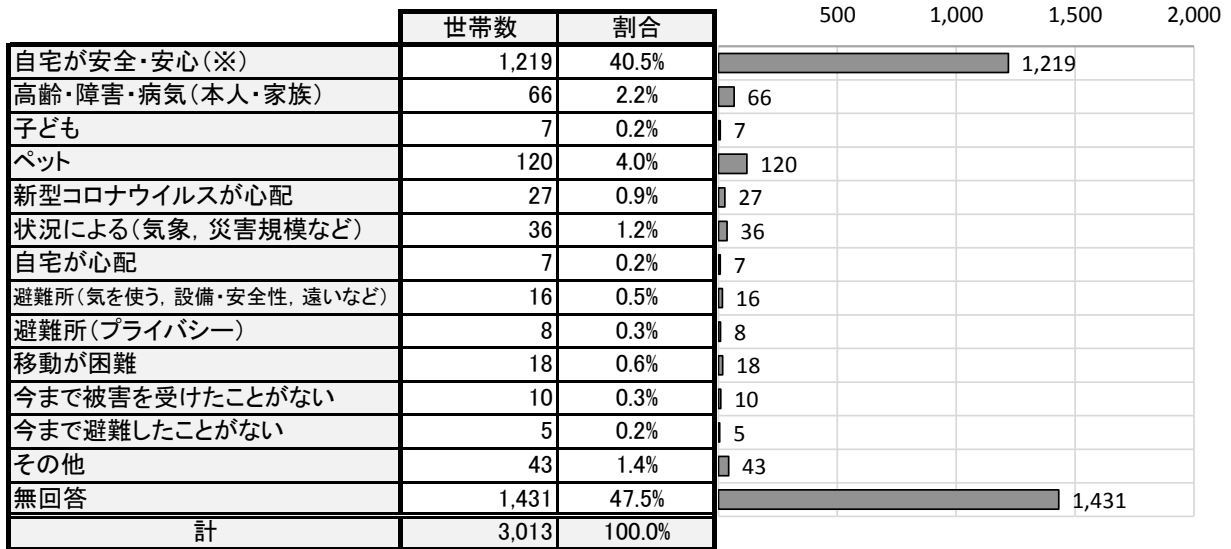 500 1,000 1,500 2,000
世帯数 割合
自宅が安全・安心(※) 1,219 40.5% 1,219
高齢・障害・病気(本人・家族) 66 2.2% 66
子ども 7 0.2% 7
ペット 120 4.0% 120
新型コロナウイルスが心配 27 0.9% 27
状況による(気象，災害規模など) 36 1.2% 36
自宅が心配 7 0.2% 7
避難所(気を使う，設備・安全性，遠いなど) 16 0.5% 16
避難所(プライバシー) 8 0.3% 8
移動が困難 18 0.6% 18
今まで被害を受けたことがない 10 0.3% 10
今まで避難したことがない 5 0.2% 5
その他 43 1.4% 43
無回答 1,431 47.5% 1,431
計 3,013 100.0%